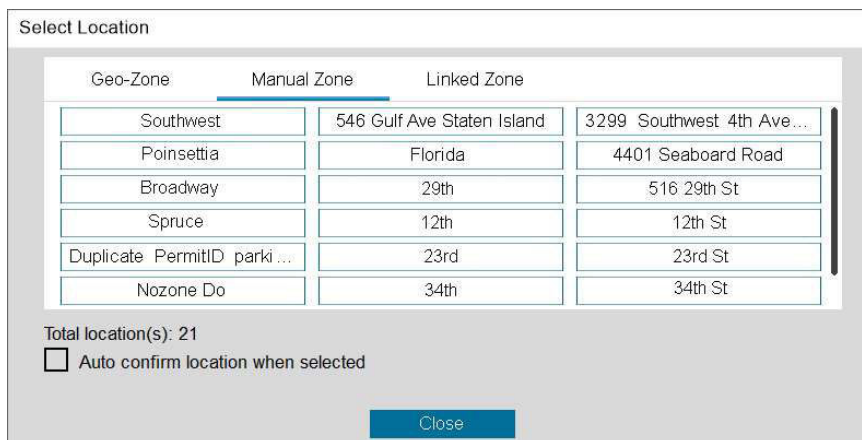 Select Location
Geo-Zone Manual Zone Linked Zone
Southwest 546 Gulf Ave Staten Island 3299 Southwest 4th Ave...
Poinsettia Florida 4401 Seaboard Road
Broadway 29th 516 29th St
Spruce 12th 12th St
Duplicate PermitID parki... 23rd 23rd St
Nozone Do 34th 34th St
Total location(s): 21
Auto confirm location when selected
Close